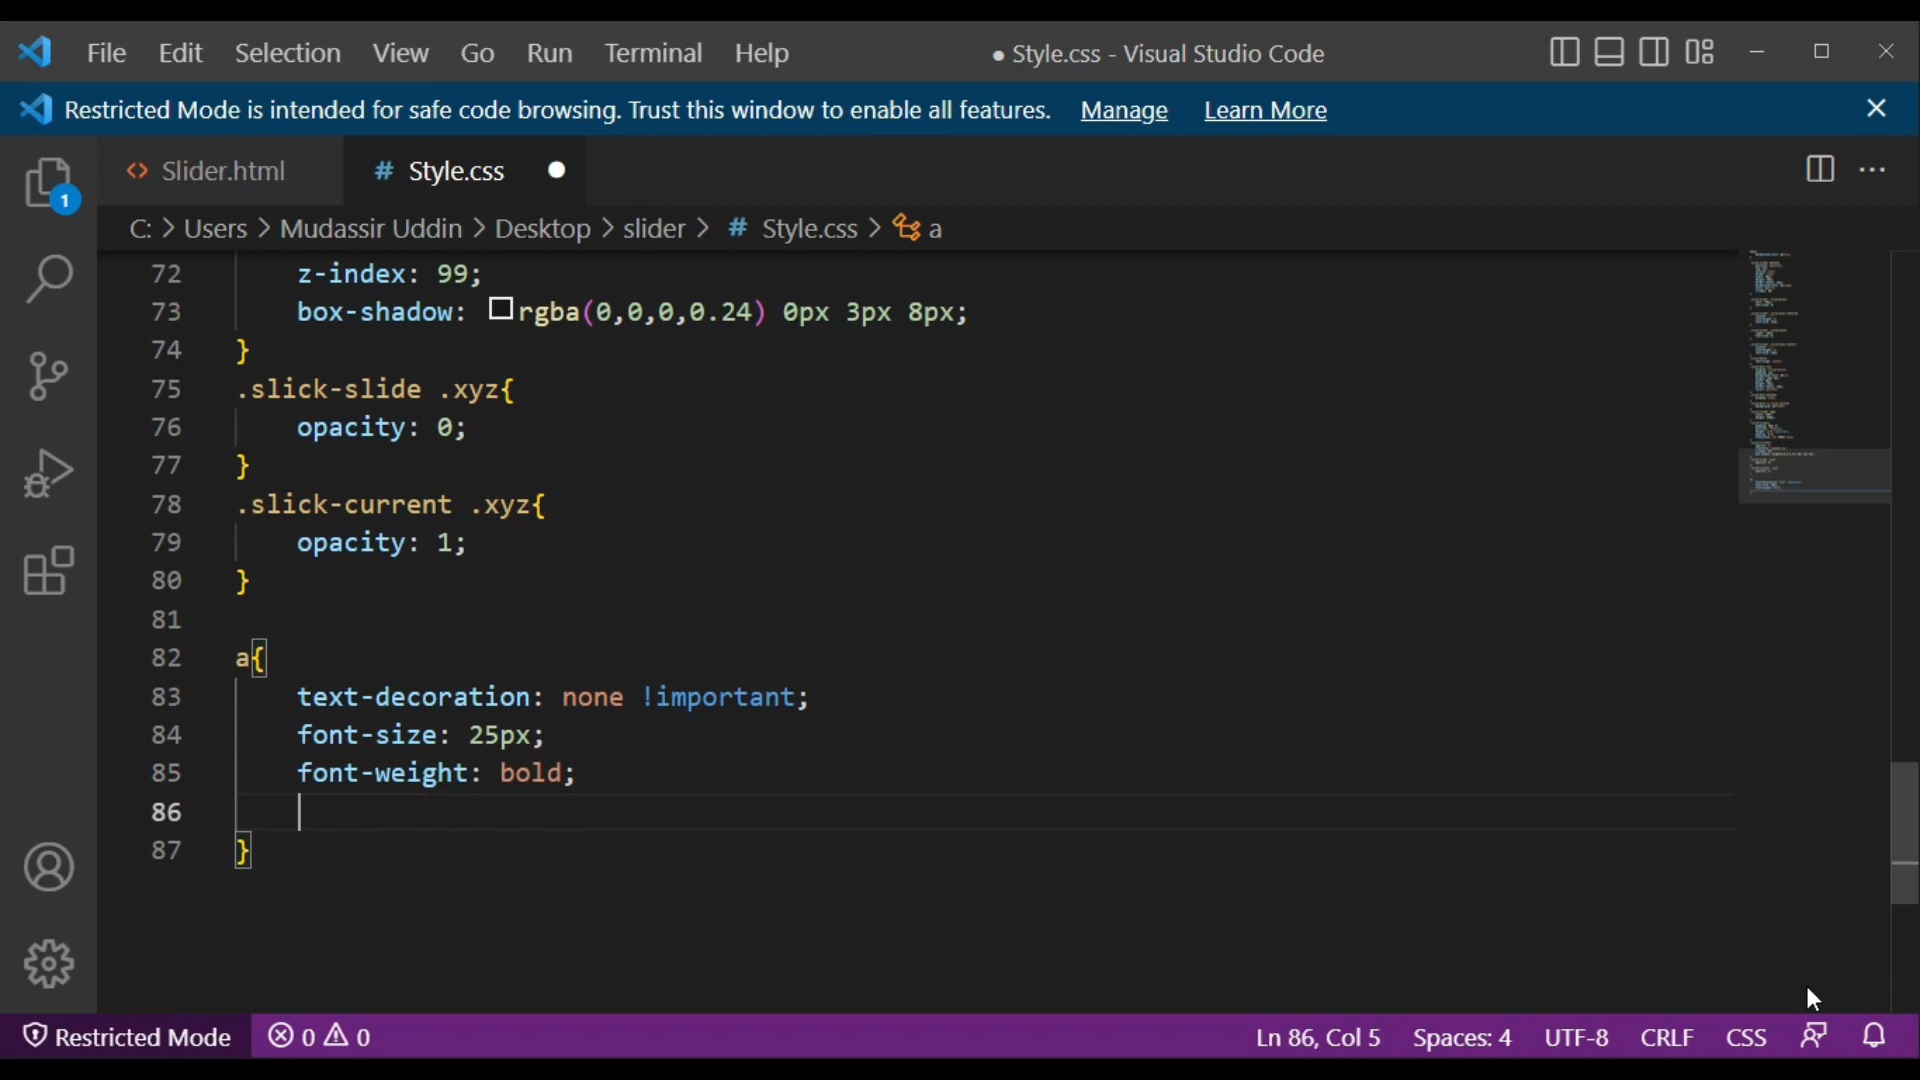 File Edit Selection View Go Run Terminal Help ● Style.css - Visual Studio Code
Restricted Mode is intended for safe code browsing. Trust this window to enable all features. Manage Learn More
Slider.html # Style.css
C: > Users > Mudassir Uddin > Desktop > slider > # Style.css > a
1
72 z-index: 99;
73 box-shadow: rgba(0,0,0,0.24) 0px 3px 8px;
74 }
75 .slick-slide .xyz{
76 opacity: 0;
77 }
78 .slick-current .xyz{
79 opacity: 1;
80 }
81
82 a{
83 text-decoration: none !important;
84 font-size: 25px;
85 font-weight: bold;
86
87 }
Restricted Mode 0 0 Ln 86, Col 5 Spaces: 4 UTF-8 CRLF CSS